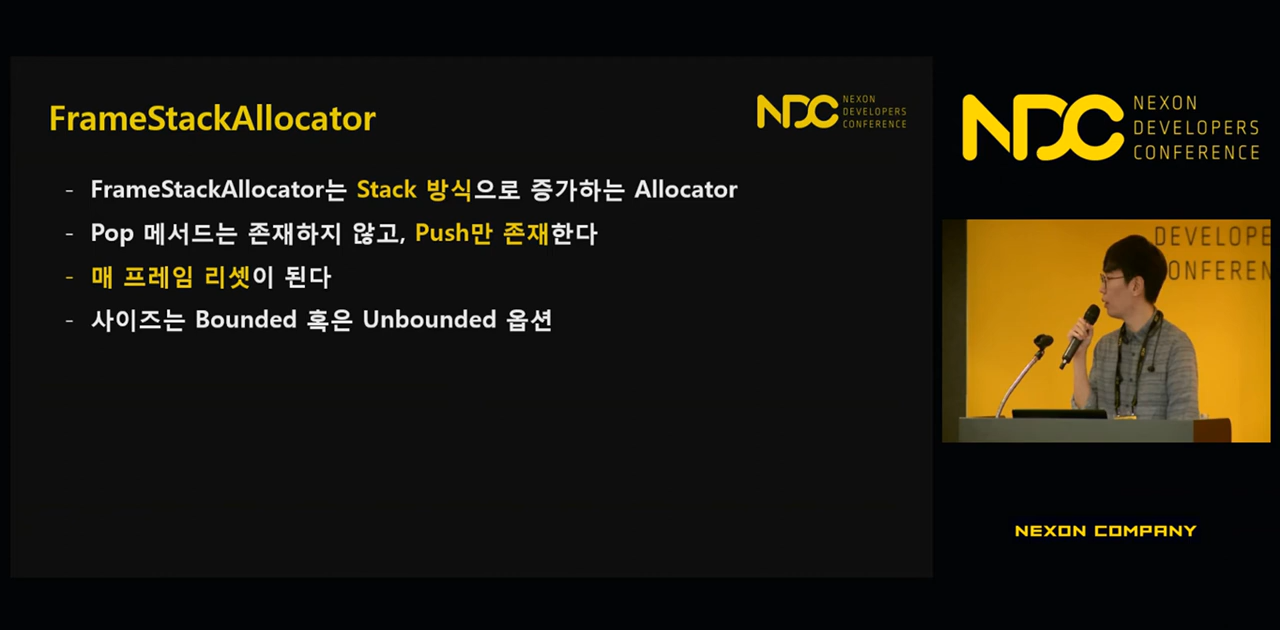 FrameStackAllocator
NDC NEXON
DEVELOPERS
CONFERENCE
- FrameStackAllocator는 Stack 방식으로 증가하는 Allocator
- Pop 메서드는 존재하지 않고, Push만 존재한다
- 매 프레임 리셋이 된다
- 사이즈는 Bounded 혹은 Unbounded 옵션
NDC NEXON
DEVELOPERS
CONFERENCE
DEVELOPE
ONFEREN
NEXON COMPANY